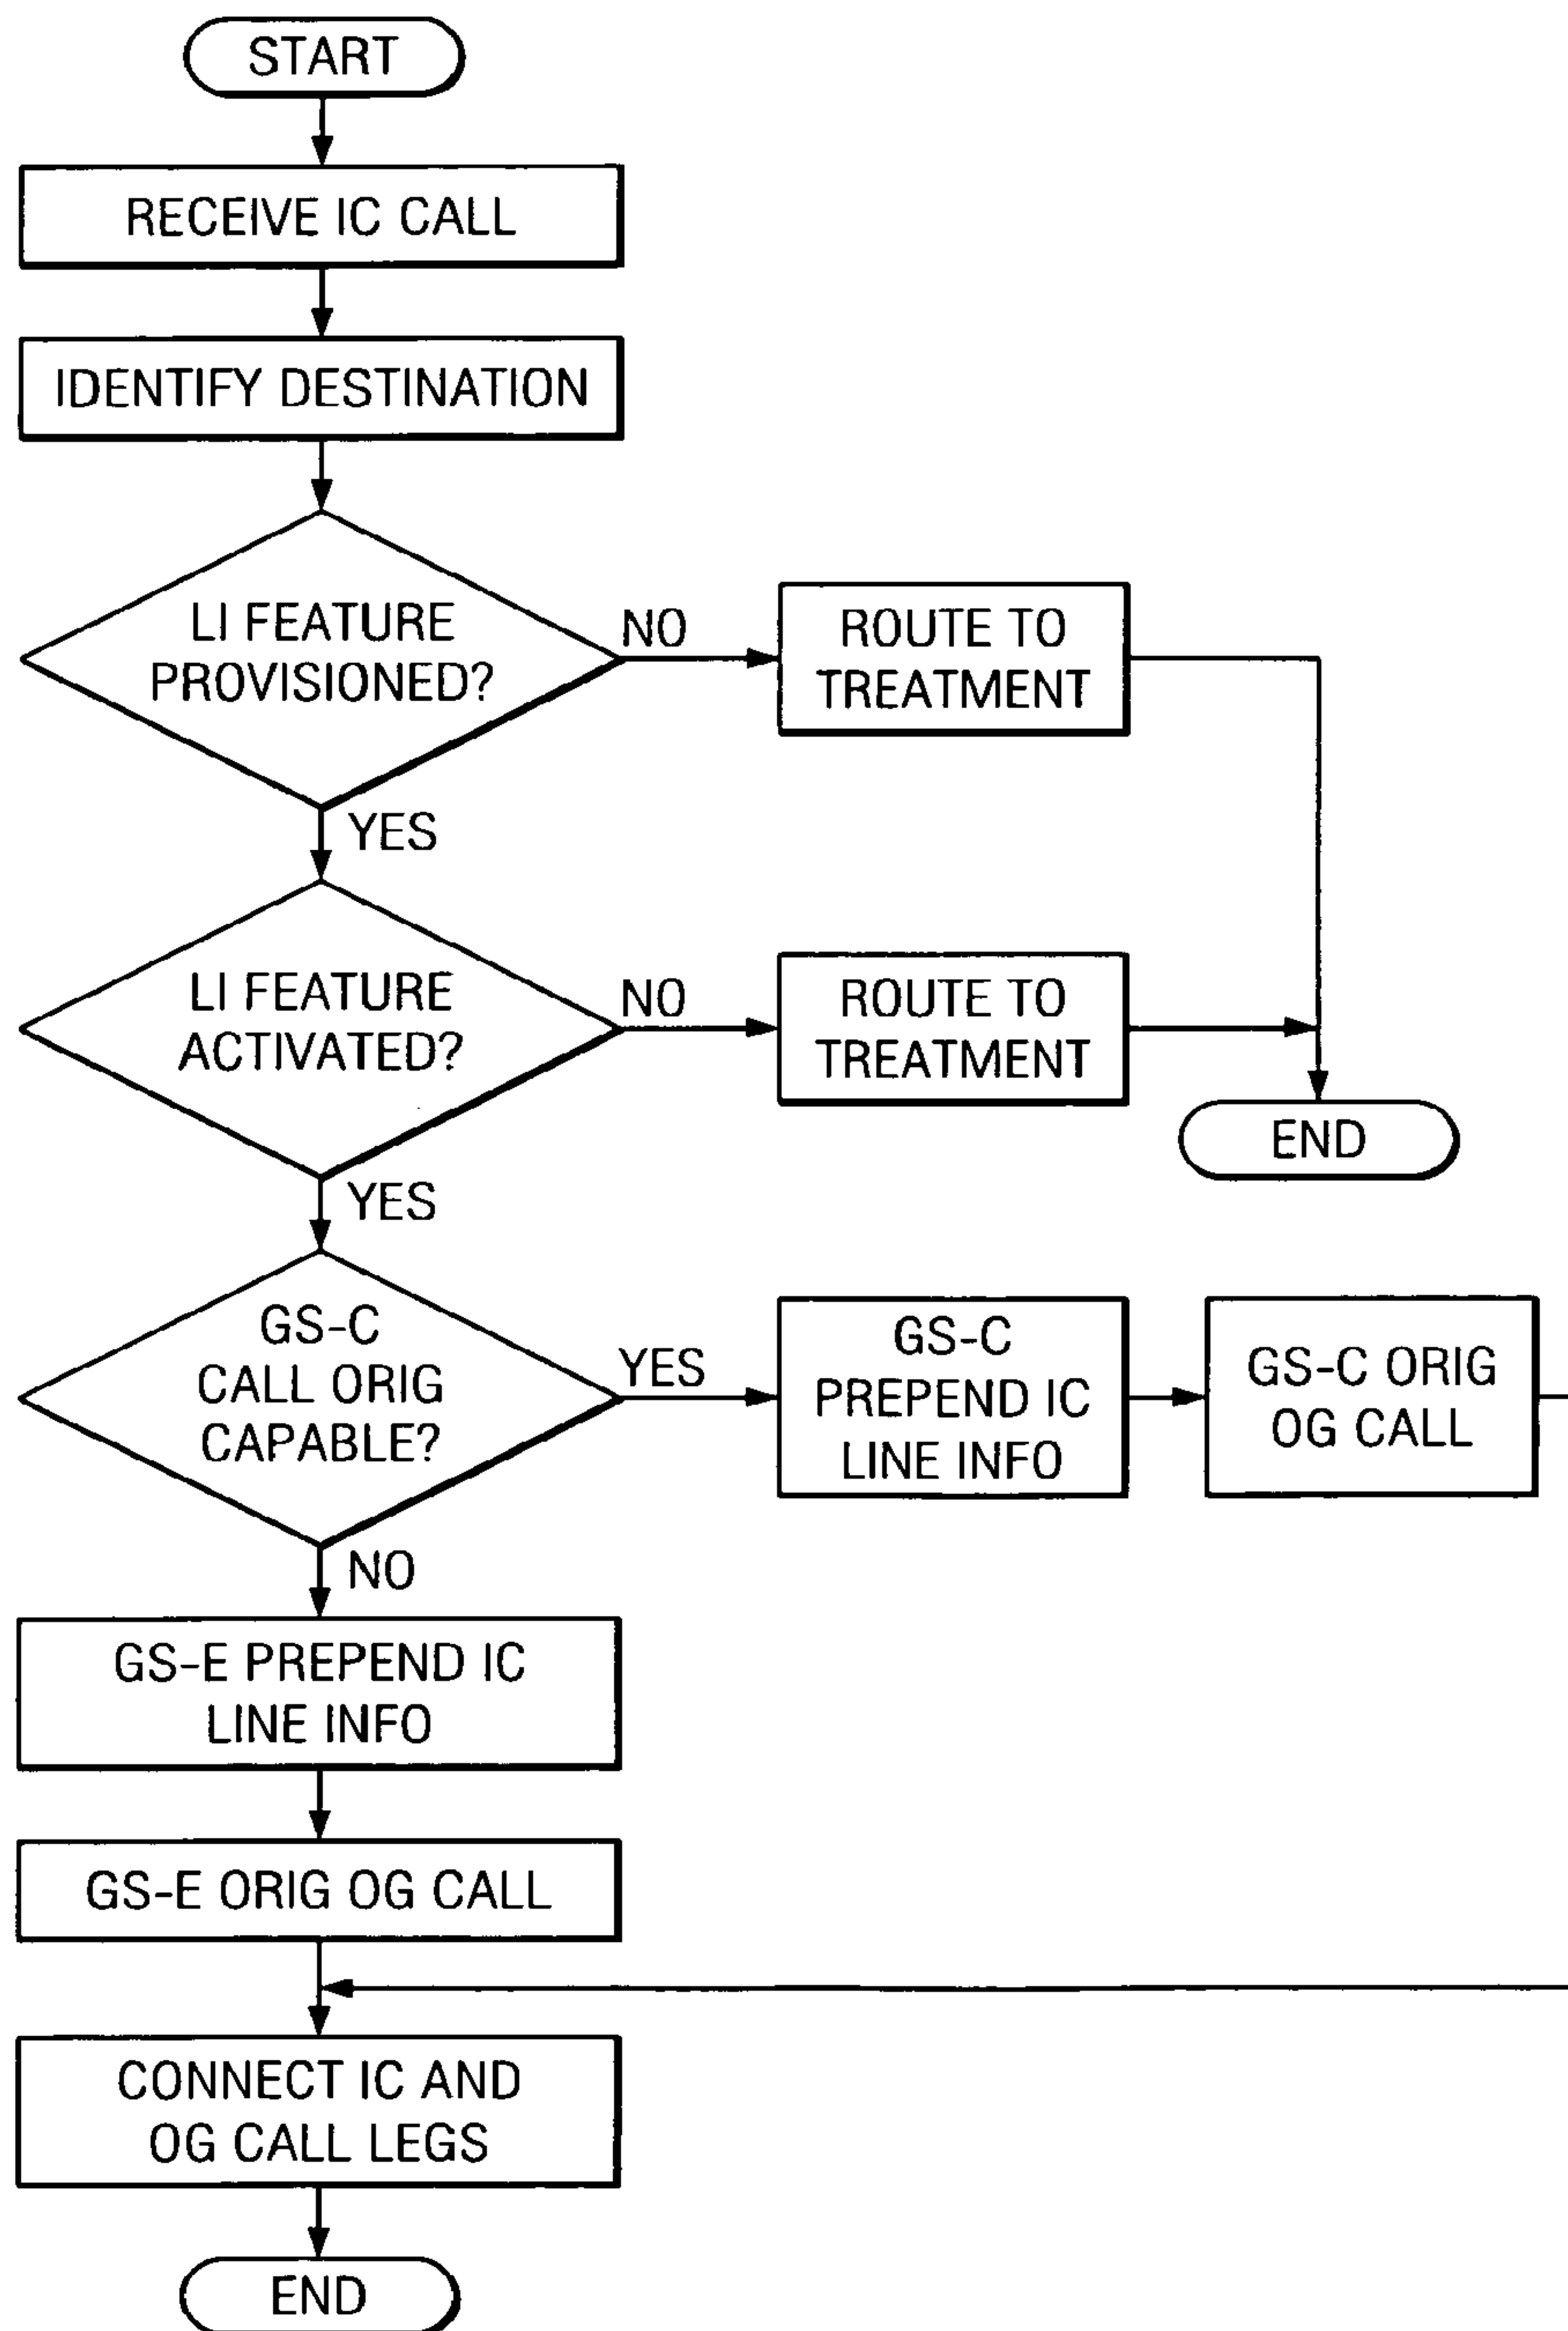 START
RECEIVE IC CALL
IDENTIFY DESTINATION
LI FEATURE
PROVISIONED?
NO
ROUTE TO
TREATMENT
YES
LI FEATURE
ACTIVATED?
NO
ROUTE TO
TREATMENT
END
YES
GS-C
CALL ORIG
CAPABLE?
YES
GS-C
PREPEND IC
LINE INFO
GS-C ORIG
OG CALL
NO
GS-E PREPEND IC
LINE INFO
GS-E ORIG OG CALL
CONNECT IC AND
OG CALL LEGS
END